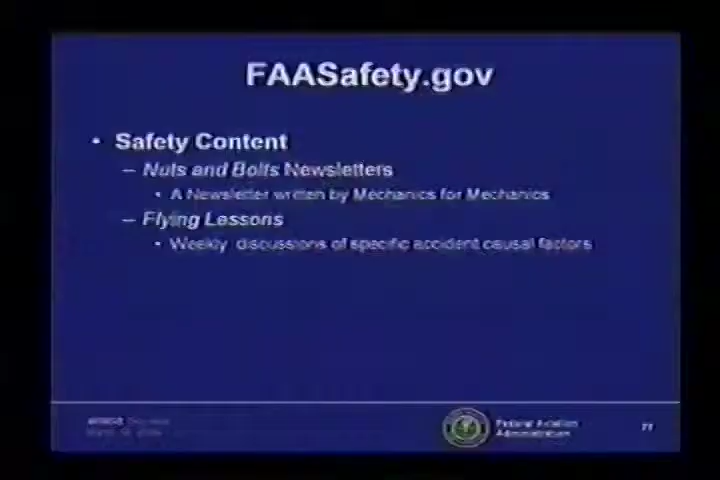 FAASafety.gov
• Safety Content
– Nuts and Bolts Newsletters
• A Newsletter written by Mechanics for Mechanics
– Flying Lessons
• Weekly discussions of specific accident causal factors
Federal Aviation
Administration